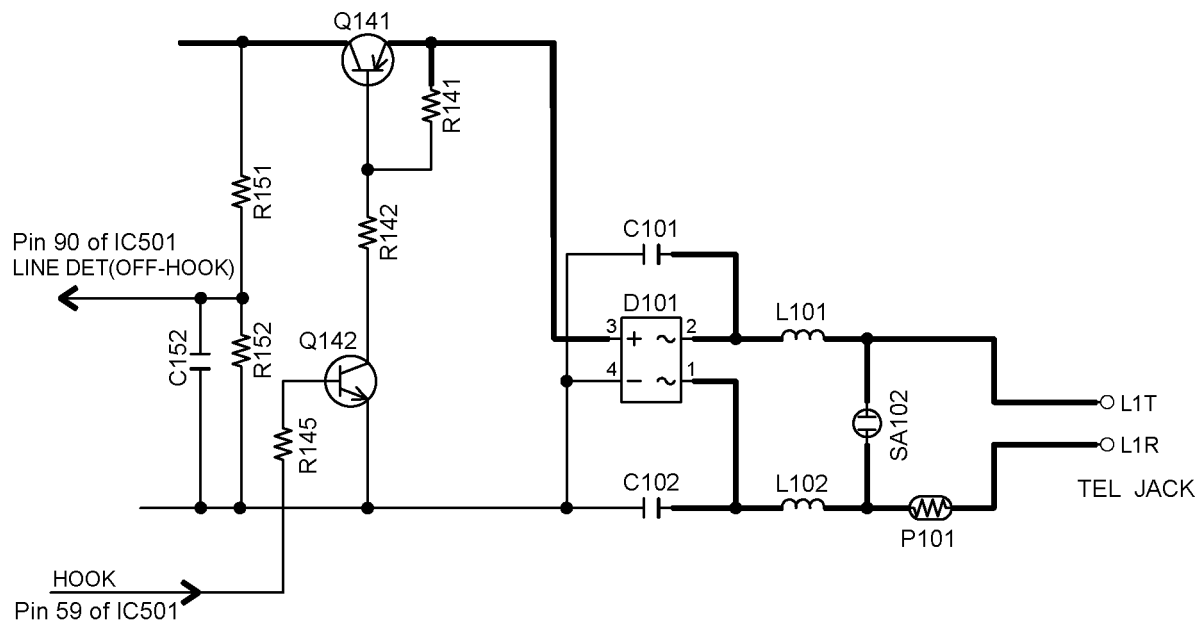 Q141
R141
R151
R142
C101
Pin 90 of IC501
LINE DET(OFF-HOOK)
D101
L101
3
+
~
2
Q142
C152
R152
4
−
~
1
L1T
SA102
R145
L1R
C102
L102
TEL JACK
P101
HOOK
Pin 59 of IC501